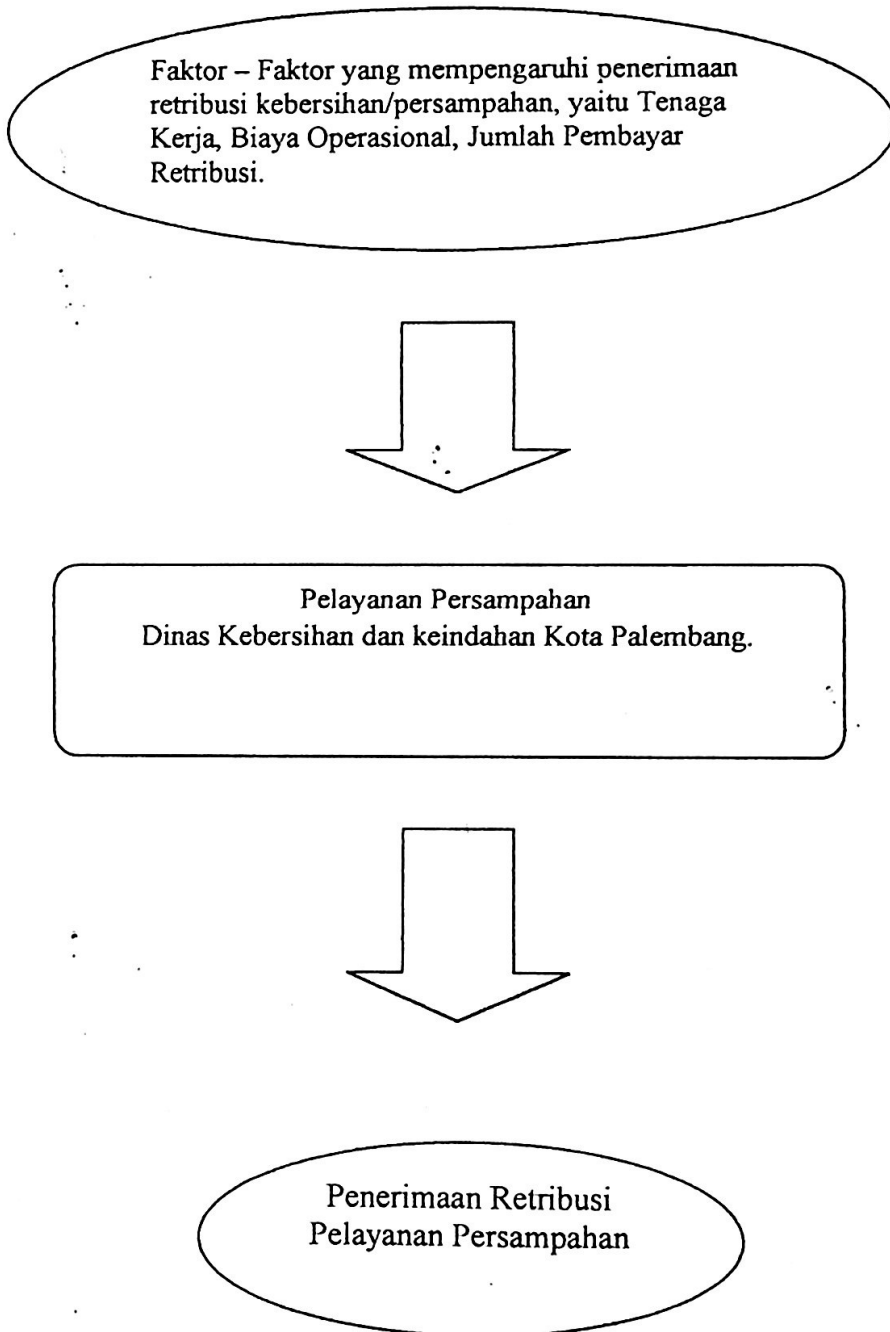 Faktor – Faktor yang mempengaruhi penerimaan
retribusi kebersihan/persampahan, yaitu Tenaga
Kerja, Biaya Operasional, Jumlah Pembayar
Retribusi.
Pelayanan Persampahan
Dinas Kebersihan dan keindahan Kota Palembang.
Penerimaan Retribusi
Pelayanan Persampahan